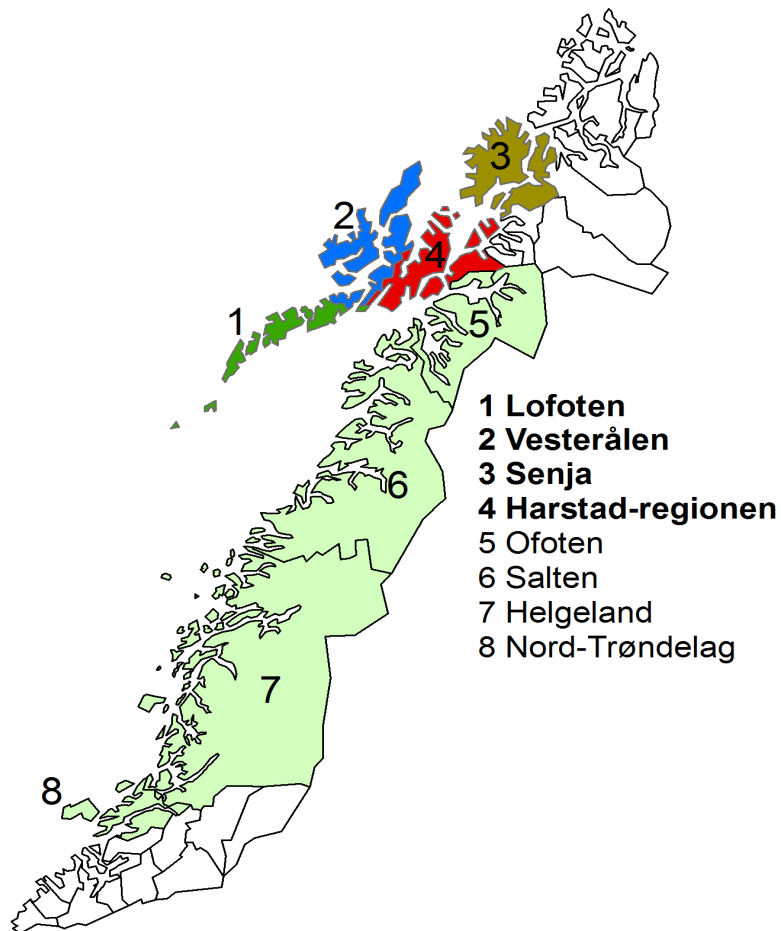 3
2
4
1
5
1 Lofoten
2 Vesterålen
3 Senja
4 Harstad-regionen
5 Ofoten
6 Salten
7 Helgeland
8 Nord-Trøndelag
6
7
8